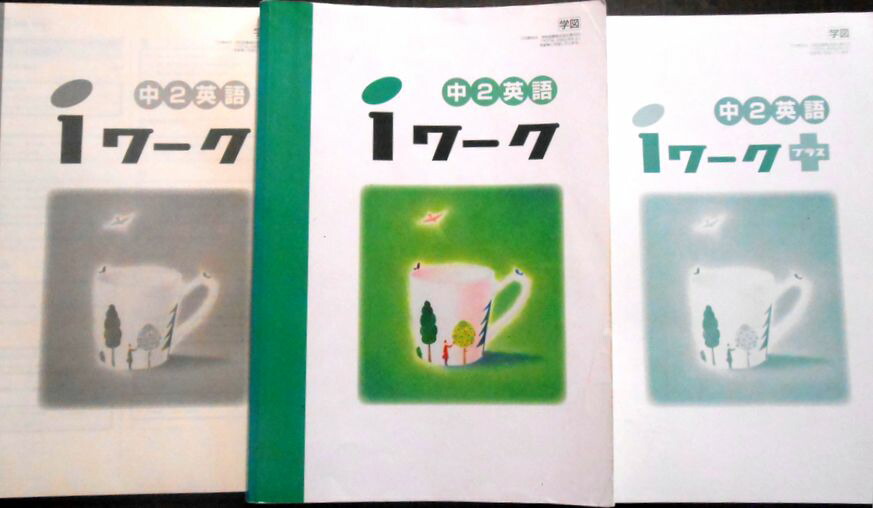 学
中2英語
iワーク
学図
中2英語
iワーク
学図
中2英語
iワーク プラス